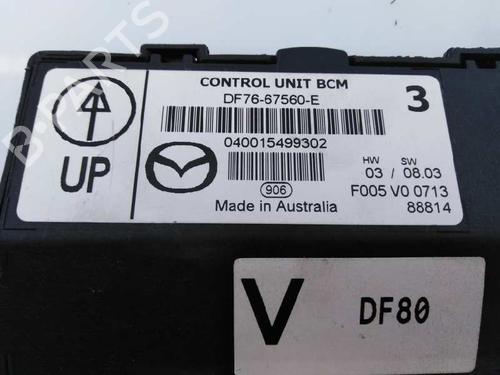 CONTROL UNIT BCM
3
DF76-67560-E
040015499302
UP
HW SW
03 / 08.03
906
F005 V0 0713
Made in Australia
88814
V
DF80
B-PARTS